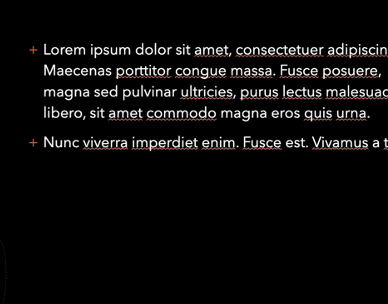 + Lorem ipsum dolor sit amet, consectetuer adipiscin
Maecenas porttitor congue massa. Fusce posuere,
magna sed pulvinar ultricies, purus lectus malesuad
libero, sit amet commodo magna eros quis urna.
+ Nunc viverra imperdiet enim. Fusce est. Vivamus a t